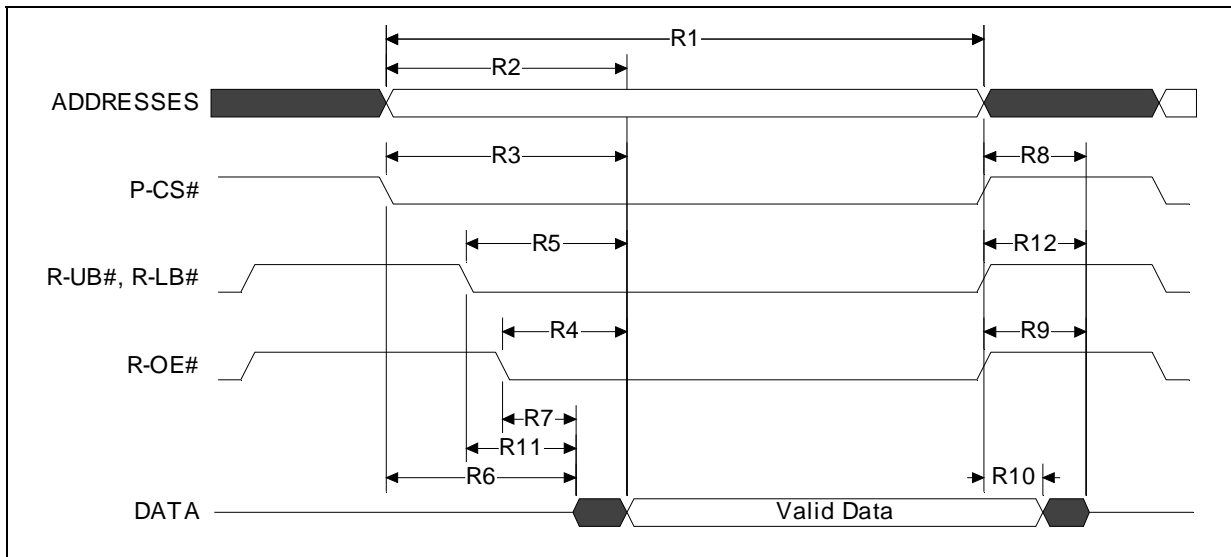 R1
R2
ADDRESSES
R3
R8
P-CS#
R5
R12
R-UB#, R-LB#
R4
R9
R-OE#
R7
R11
R6
R10
DATA
Valid Data